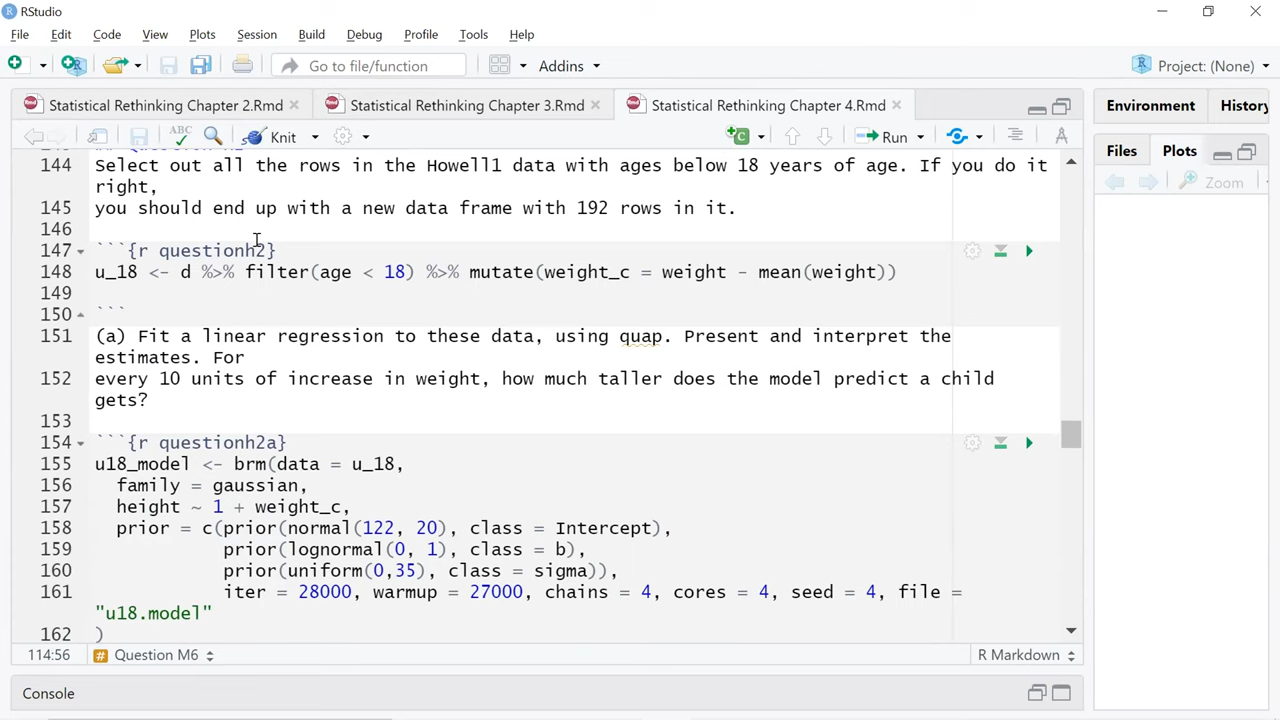 RStudio
File Edit Code View Plots Session Build Debug Profile Tools Help
Go to file/function Addins Project: (None)
Statistical Rethinking Chapter 2.Rmd Statistical Rethinking Chapter 3.Rmd Statistical Rethinking Chapter 4.Rmd Environment History
ABC Knit Run Files Plots
Zoom
144 Select out all the rows in the Howell1 data with ages below 18 years of age. If you do it
right,
145 you should end up with a new data frame with 192 rows in it.
146
147 ```{r questionh2}
148 u_18 <- d %>% filter(age < 18) %>% mutate(weight_c = weight - mean(weight))
149
150 ```
151 (a) Fit a linear regression to these data, using quap. Present and interpret the
estimates. For
152 every 10 units of increase in weight, how much taller does the model predict a child
gets?
153
154 ```{r questionh2a}
155 u18_model <- brm(data = u_18,
156 family = gaussian,
157 height ~ 1 + weight_c,
158 prior = c(prior(normal(122, 20), class = Intercept),
159 prior(lognormal(0, 1), class = b),
160 prior(uniform(0,35), class = sigma)),
161 iter = 28000, warmup = 27000, chains = 4, cores = 4, seed = 4, file =
"u18.model"
162 )
114:56 Question M6 R Markdown
Console